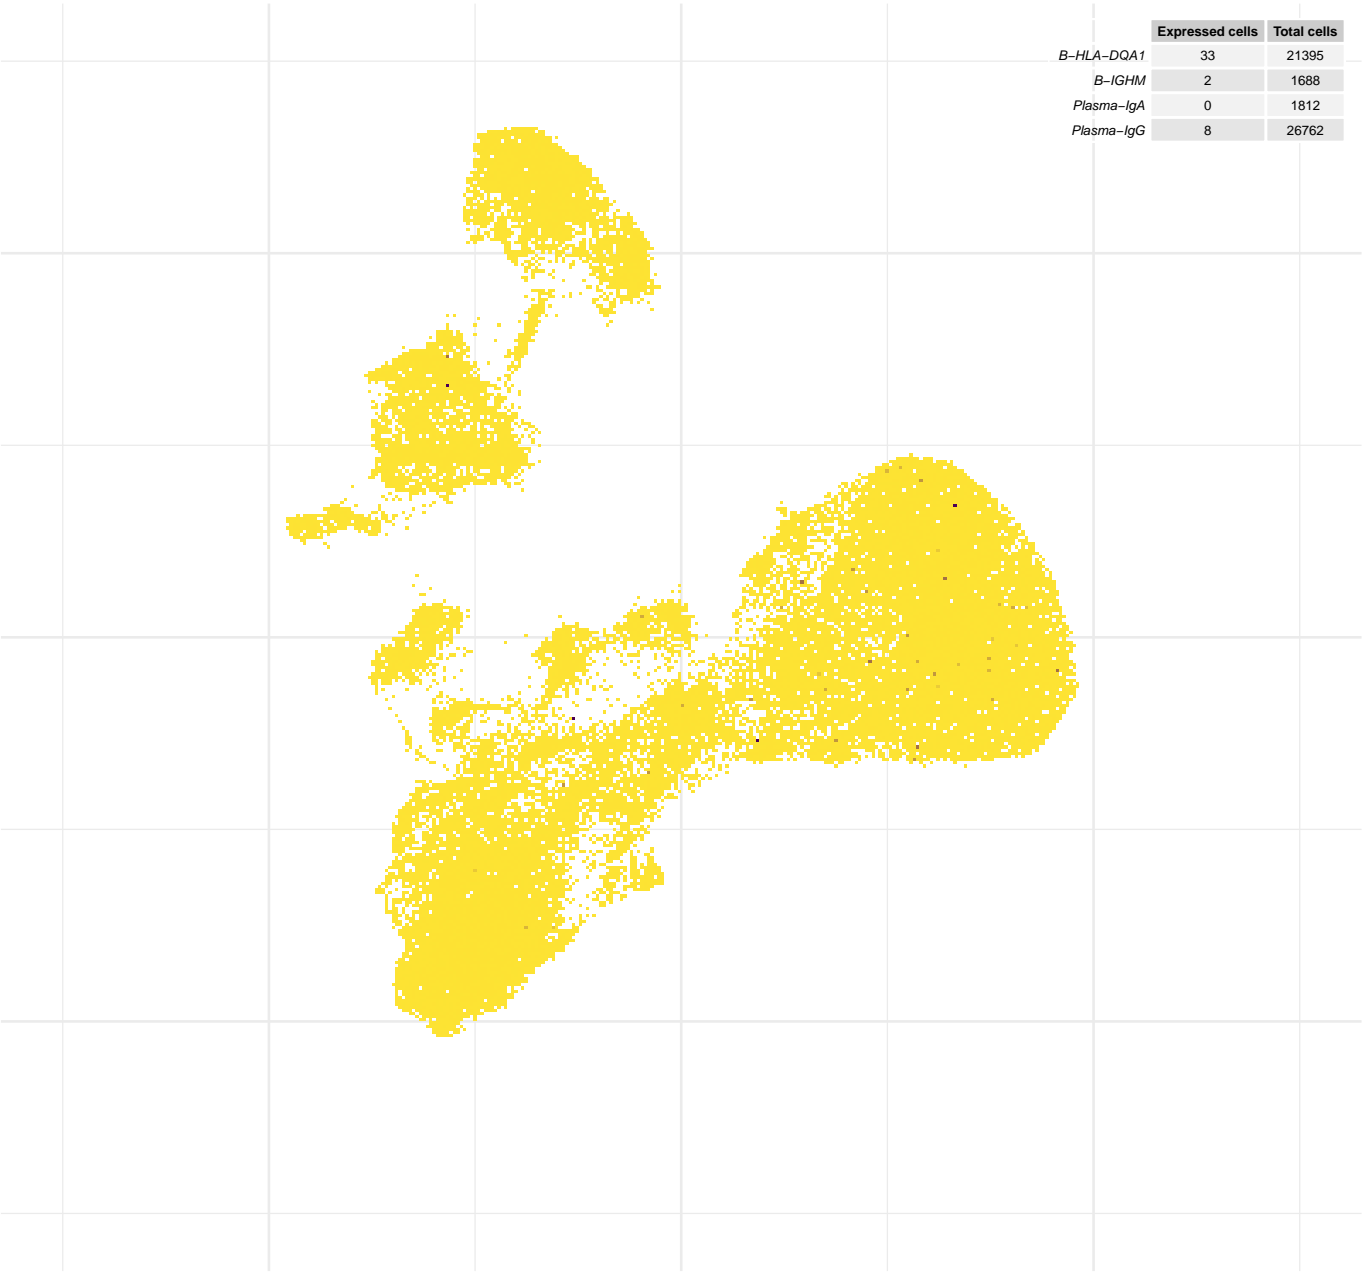 Expressed cells Total cells
B−HLA−DQA1 33 21395
B−IGHM 2 1688
Plasma−IgA 0 1812
Plasma−IgG 8 26762